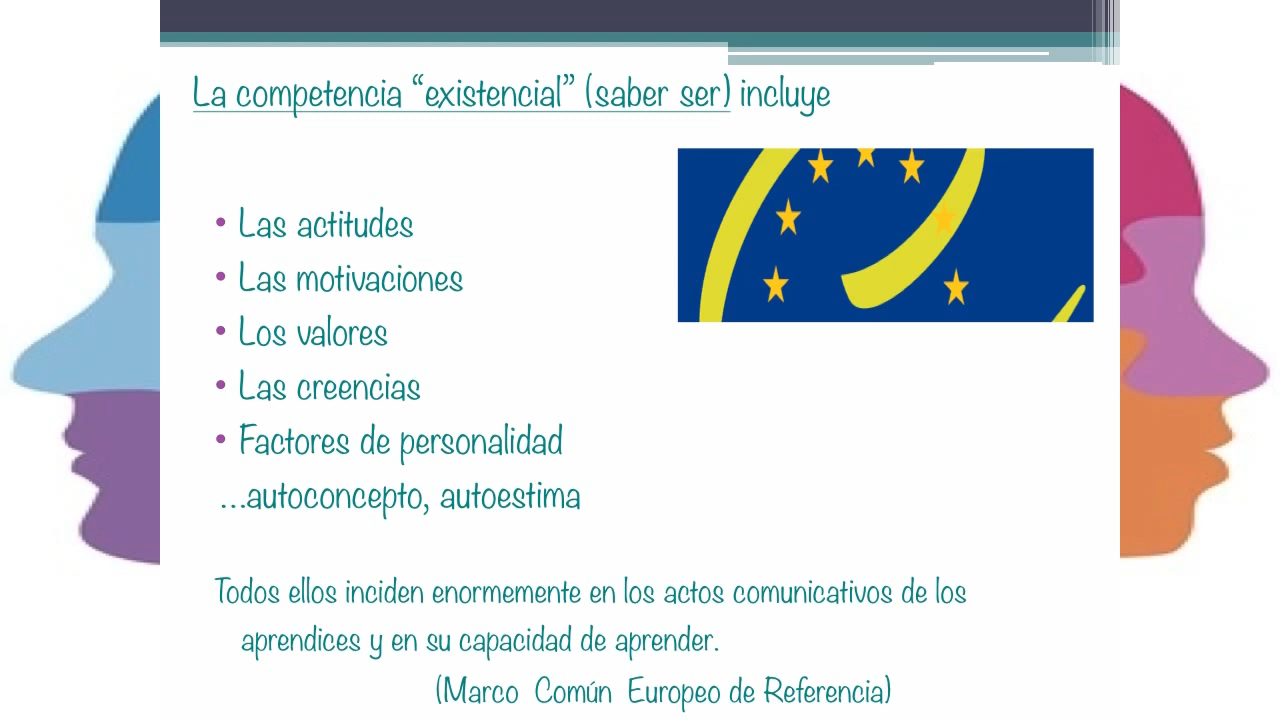 La competencia “existencial” (saber ser) incluye
• Las actitudes
• Las motivaciones
• Los valores
• Las creencias
• Factores de personalidad
...autoconcepto, autoestima
Todos ellos inciden enormemente en los actos comunicativos de los
aprendices y en su capacidad de aprender.
(Marco Común Europeo de Referencia)